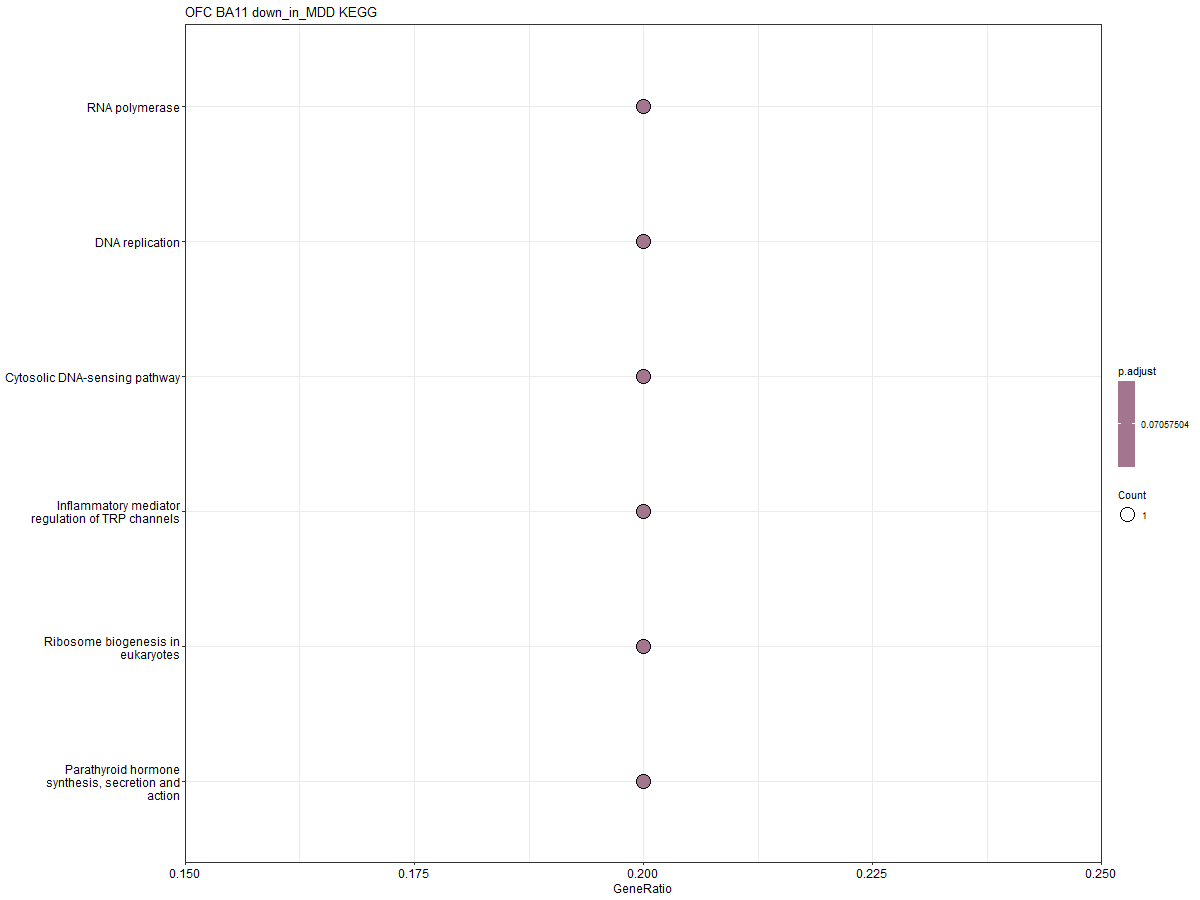 OFC BA11 down_in_MDD KEGG
RNA polymerase
DNA replication
Cytosolic DNA-sensing pathway
Inflammatory mediator
regulation of TRP channels
Ribosome biogenesis in
eukaryotes
Parathyroid hormone
synthesis, secretion and
action
0.150
0.175
0.200
0.225
0.250
GeneRatio
p.adjust
0.07057504
Count
1